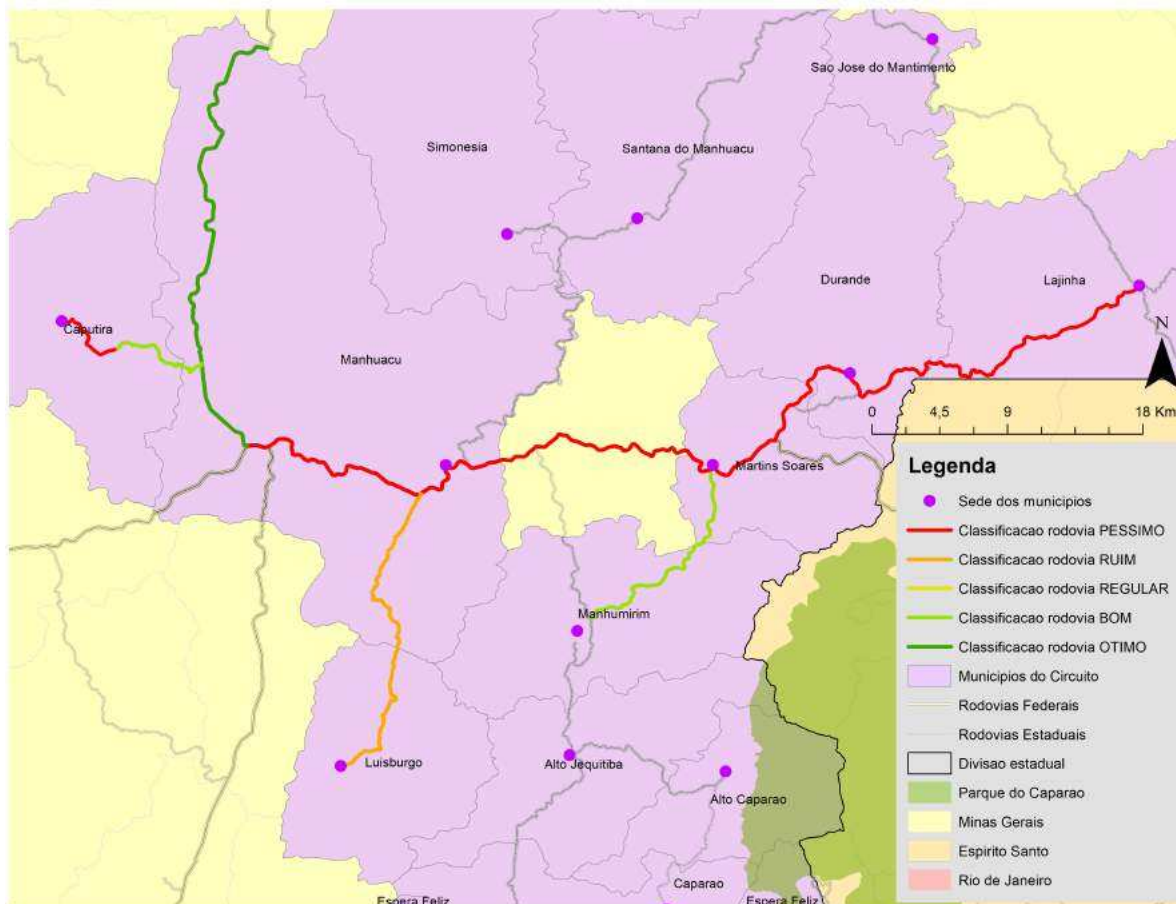 Sao Jose do Mantimento
Simonesia
Santana do Manhuacu
Durande
Lajinha
Caputira
N
Manhuacu
0 4,5 9 18 Km
Martins Soares
Legenda
Sede dos municipios
Classificacao rodovia PESSIMO
Classificacao rodovia RUIM
Classificacao rodovia REGULAR
Classificacao rodovia BOM
Classificacao rodovia OTIMO
Municipios do Circuito
Rodovias Federais
Rodovias Estaduais
Divisao estadual
Parque do Caparao
Minas Gerais
Espirito Santo
Rio de Janeiro
Manhumirim
Luisburgo
Alto Jequitiba
Alto Caparao
Caparao
Espera Feliz
Espera Feliz